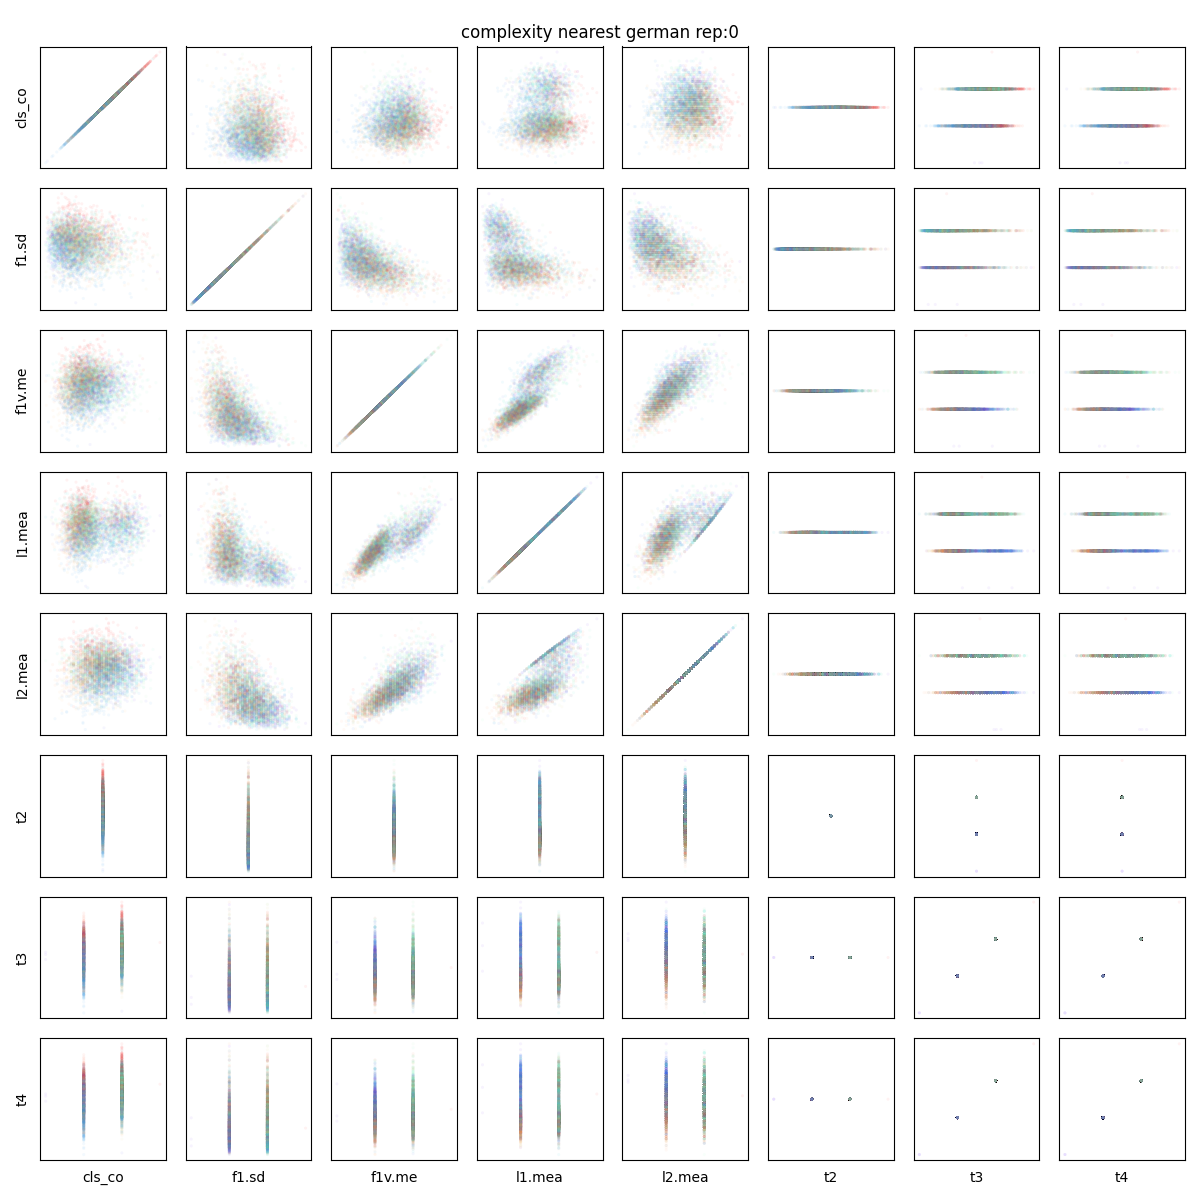 complexity nearest german rep:0
cls_co
f1.sd
f1v.me
l1.mea
l2.mea
t2
t3
t4
cls_co f1.sd f1v.me l1.mea l2.mea t2 t3 t4